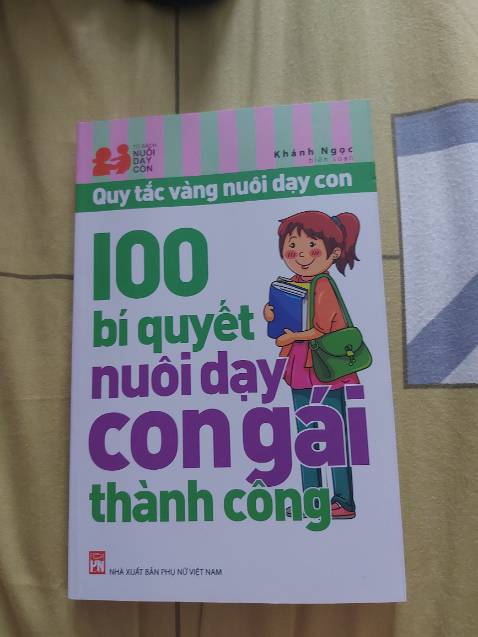 TỦ SÁCH
NUÔI
DẠY
CON
Khánh Ngọc
biên soạn
Quy tắc vàng nuôi dạy con
100
bí quyết
nuôi dạy
con gái
thành công
PN
NHÀ XUẤT BẢN PHỤ NỮ VIỆT NAM